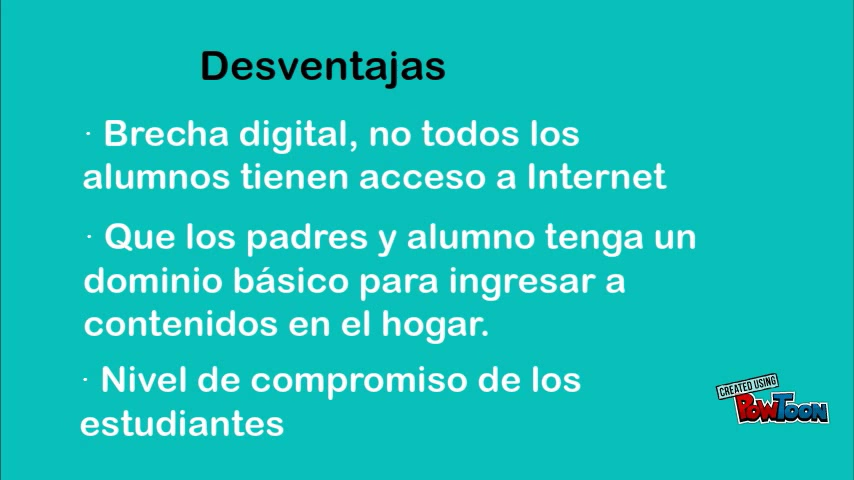 Desventajas
· Brecha digital, no todos los
alumnos tienen acceso a Internet
· Que los padres y alumno tenga un
dominio básico para ingresar a
contenidos en el hogar.
· Nivel de compromiso de los
estudiantes
CREATED USING
POWTOON